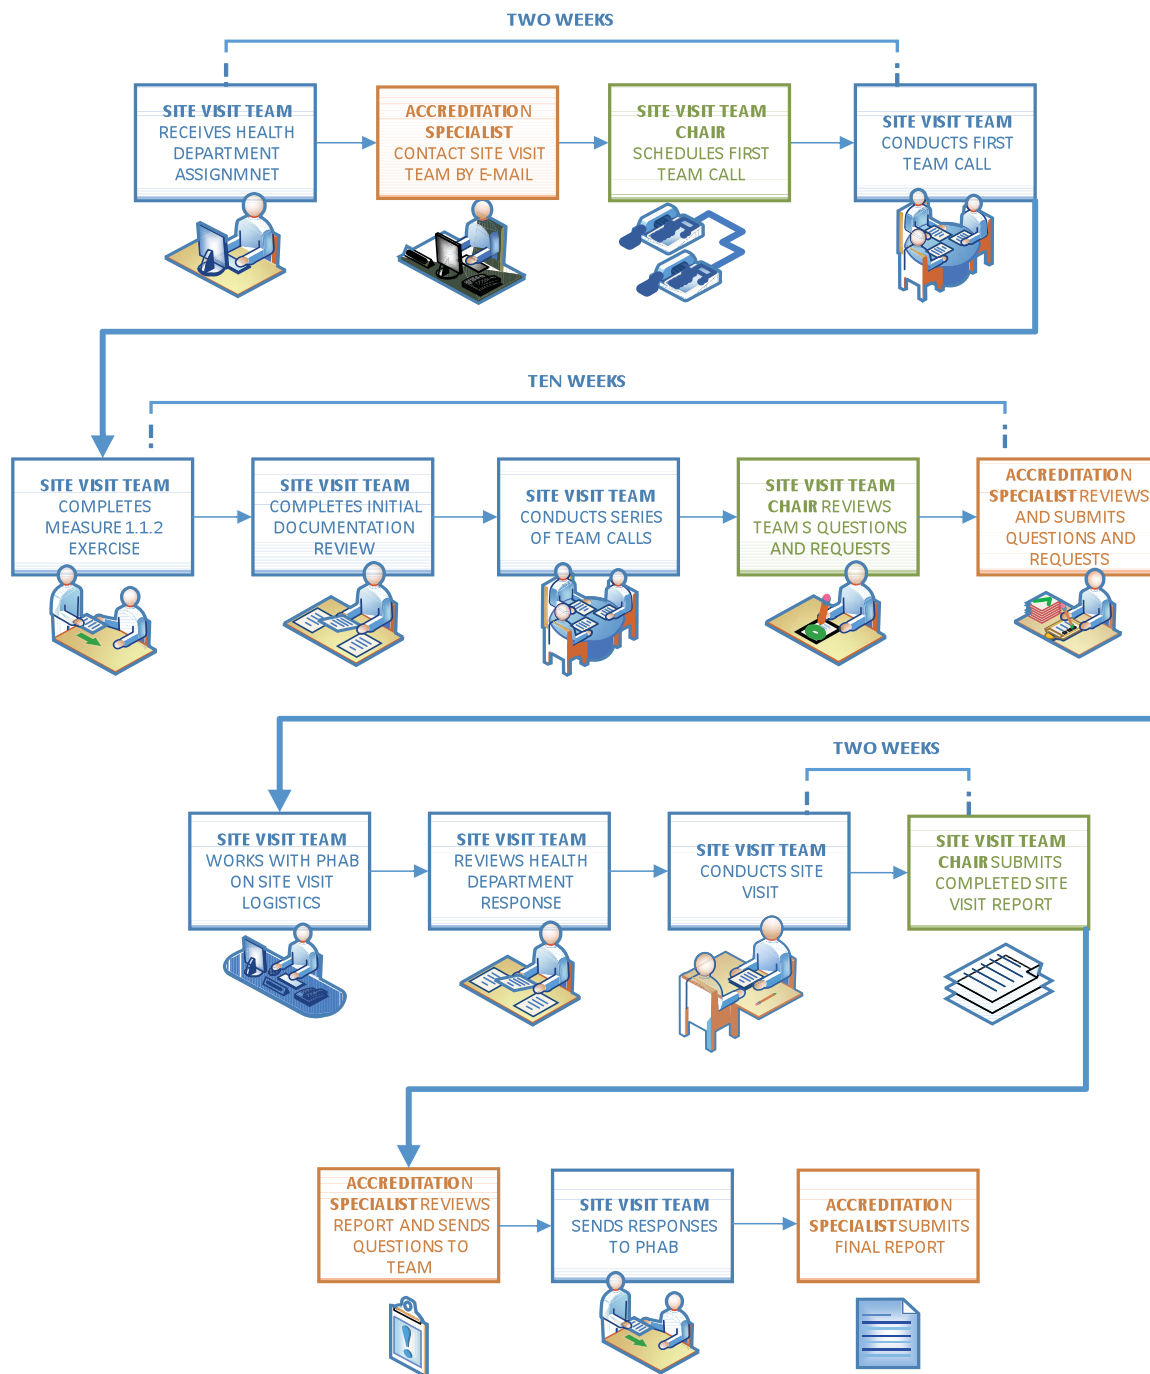 TWO WEEKS
SITE VISIT TEAM
RECEIVES HEALTH
DEPARTMENT
ASSIGNMNET
ACCREDITATION
SPECIALIST
CONTACT SITE VISIT
TEAM BY E-MAIL
SITE VISIT TEAM
CHAIR
SCHEDULES FIRST
TEAM CALL
SITE VISIT TEAM
CONDUCTS FIRST
TEAM CALL
TEN WEEKS
SITE VISIT TEAM
COMPLETES
MEASURE 1.1.2
EXERCISE
SITE VISIT TEAM
COMPLETES INITIAL
DOCUMENTATION
REVIEW
SITE VISIT TEAM
CONDUCTS SERIES
OF TEAM CALLS
SITE VISIT TEAM
CHAIR REVIEWS
TEAM S QUESTIONS
AND REQUESTS
ACCREDITATION
SPECIALIST REVIEWS
AND SUBMITS
QUESTIONS AND
REQUESTS
TWO WEEKS
SITE VISIT TEAM
WORKS WITH PHAB
ON SITE VISIT
LOGISTICS
SITE VISIT TEAM
REVIEWS HEALTH
DEPARTMENT
RESPONSE
SITE VISIT TEAM
CONDUCTS SITE
VISIT
SITE VISIT TEAM
CHAIR SUBMITS
COMPLETED SITE
VISIT REPORT
ACCREDITATION
SPECIALIST REVIEWS
REPORT AND SENDS
QUESTIONS TO
TEAM
SITE VISIT TEAM
SENDS RESPONSES
TO PHAB
ACCREDITATION
SPECIALIST SUBMITS
FINAL REPORT